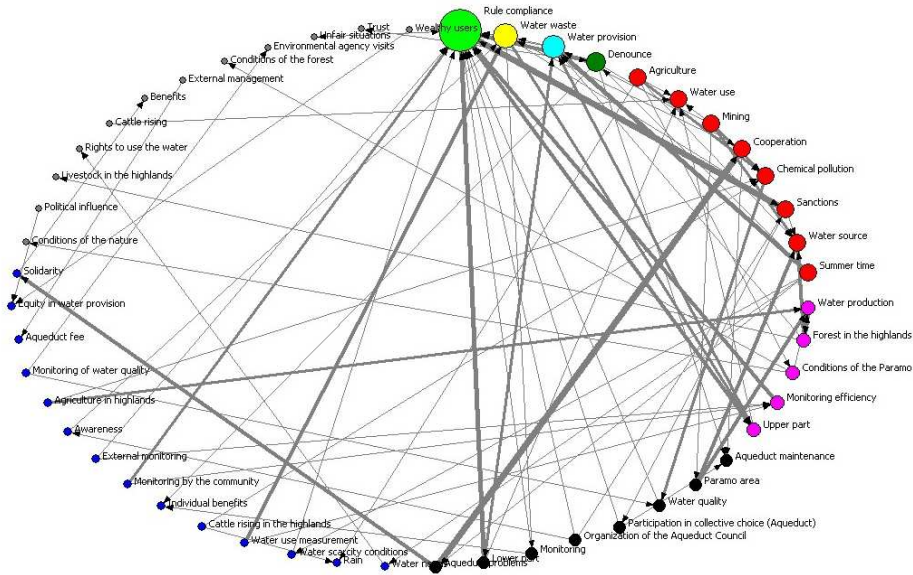 Rule compliance
Water waste
Water provision
Denounce
Agriculture
Water use
Mining
Cooperation
Chemical pollution
Sanctions
Water source
Summer time
Water production
Forest in the highlands
Conditions of the Paramo
Monitoring efficiency
Upper part
Aqueduct maintenance
Paramo area
Water quality
Participation in collective choice (Aqueduct)
Organization of the Aqueduct Council
Monitoring
Lower part
Aqueduct problems
Water
Rain
Water scarcity conditions
Water use measurement
Cattle rising in the highlands
Individual benefits
Monitoring by the community
External monitoring
Awareness
Agriculture in highlands
Monitoring of water quality
Aqueduct fee
Equity in water provision
Solidarity
Conditions of the nature
Political influence
Livestock in the highlands
Rights to use the water
Cattle rising
Benefits
External management
Conditions of the forest
Environmental agency visits
Unfair situations
Trust
Wealthy users